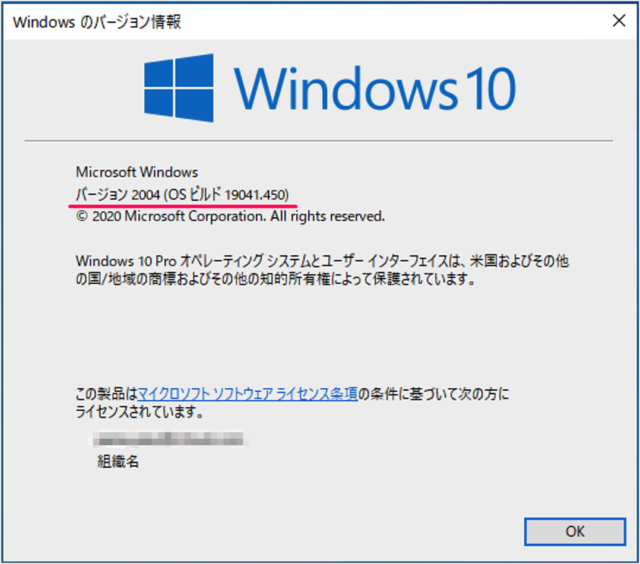 Windows のバージョン情報
Windows 10
Microsoft Windows
バージョン 2004 (OS ビルド 19041.450)
© 2020 Microsoft Corporation. All rights reserved.
Windows 10 Pro オペレーティング システムとユーザー インターフェイスは、米国およびその他
の国/地域の商標およびその他の知的所有権によって保護されています。
この製品はマイクロソフト ソフトウェア ライセンス条項の条件に基づいて次の方に
ライセンスされています。
組織名
OK